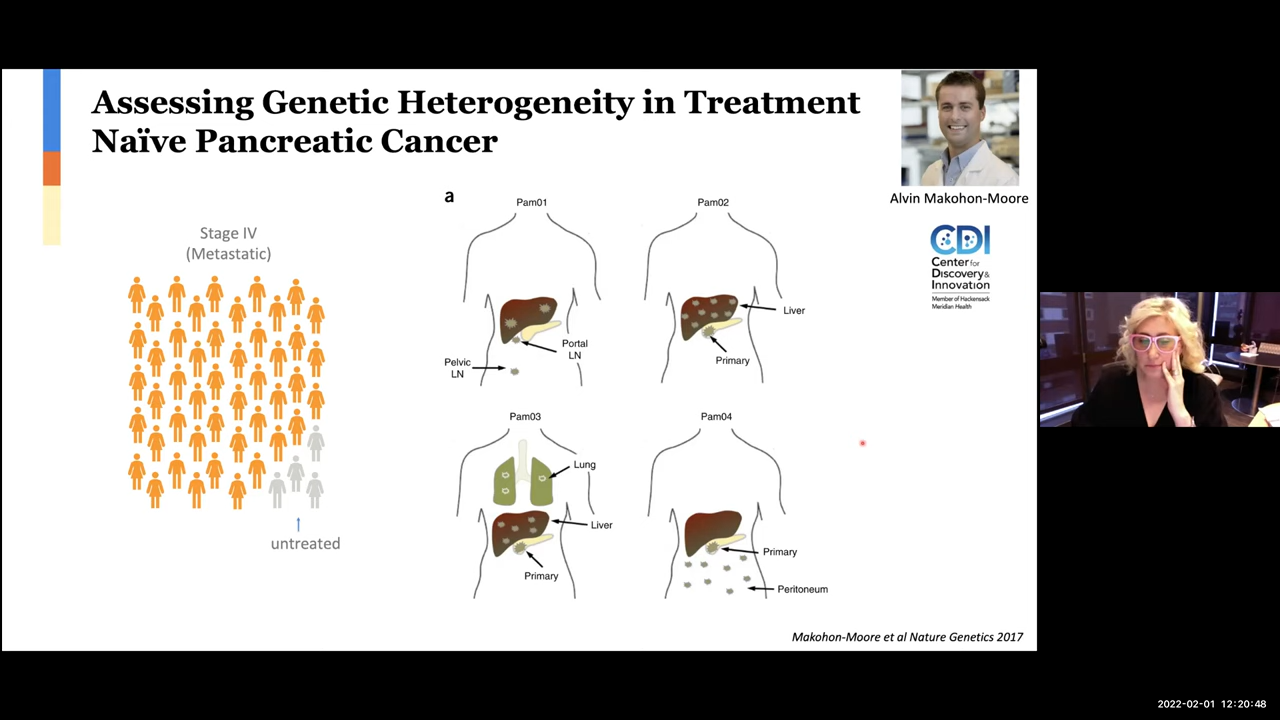 Assessing Genetic Heterogeneity in Treatment
Naïve Pancreatic Cancer
Alvin Makohon-Moore
CDI
Center for
Discovery &
Innovation
Member of Hackensack
Meridian Health
Stage IV
(Metastatic)
untreated
a
Pam01
Portal
LN
Pelvic
LN
Pam02
Liver
Primary
Pam03
Lung
Liver
Primary
Pam04
Primary
Peritoneum
Makohon-Moore et al Nature Genetics 2017
2022-02-01 12:20:48